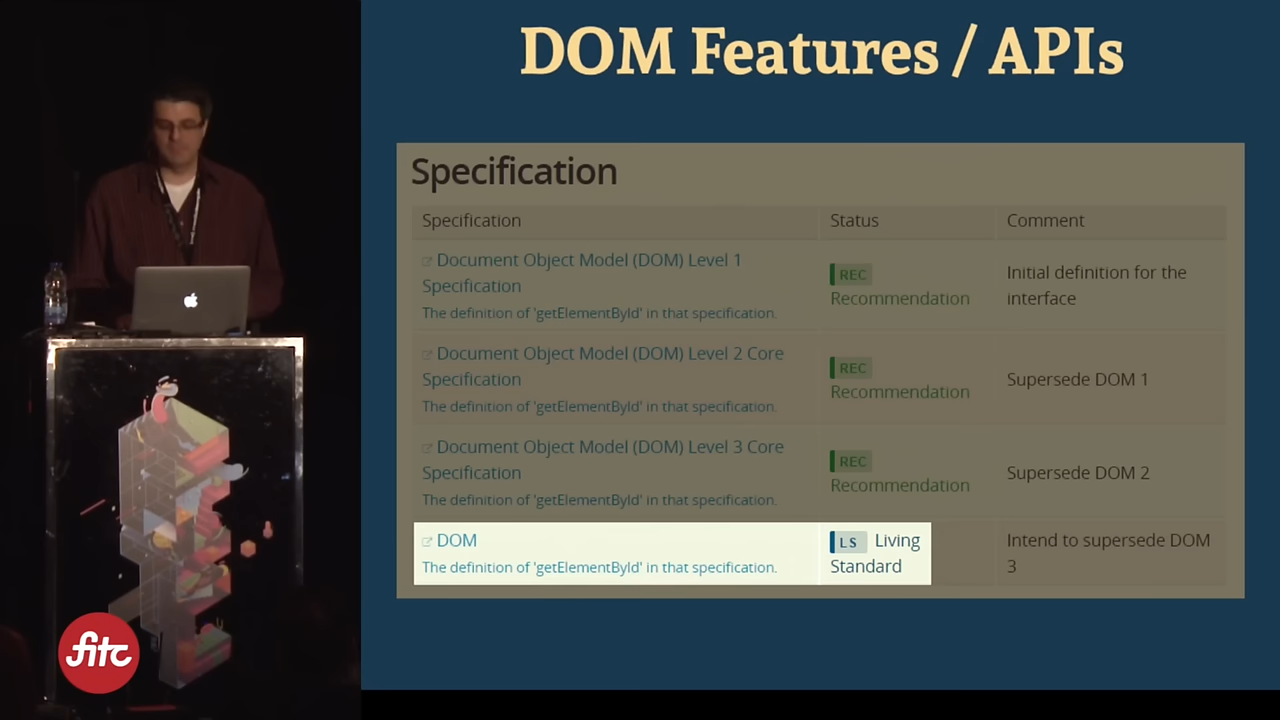 DOM Features / APIs
Specification
Specification Status Comment
Document Object Model (DOM) Level 1
Specification
The definition of 'getElementById' in that specification.
REC
Recommendation
Initial definition for the
interface
Document Object Model (DOM) Level 2 Core
Specification
The definition of 'getElementById' in that specification.
REC
Recommendation
Supersede DOM 1
Document Object Model (DOM) Level 3 Core
Specification
The definition of 'getElementById' in that specification.
REC
Recommendation
Supersede DOM 2
DOM
The definition of 'getElementById' in that specification.
LS Living
Standard
Intend to supersede DOM
3
fitc